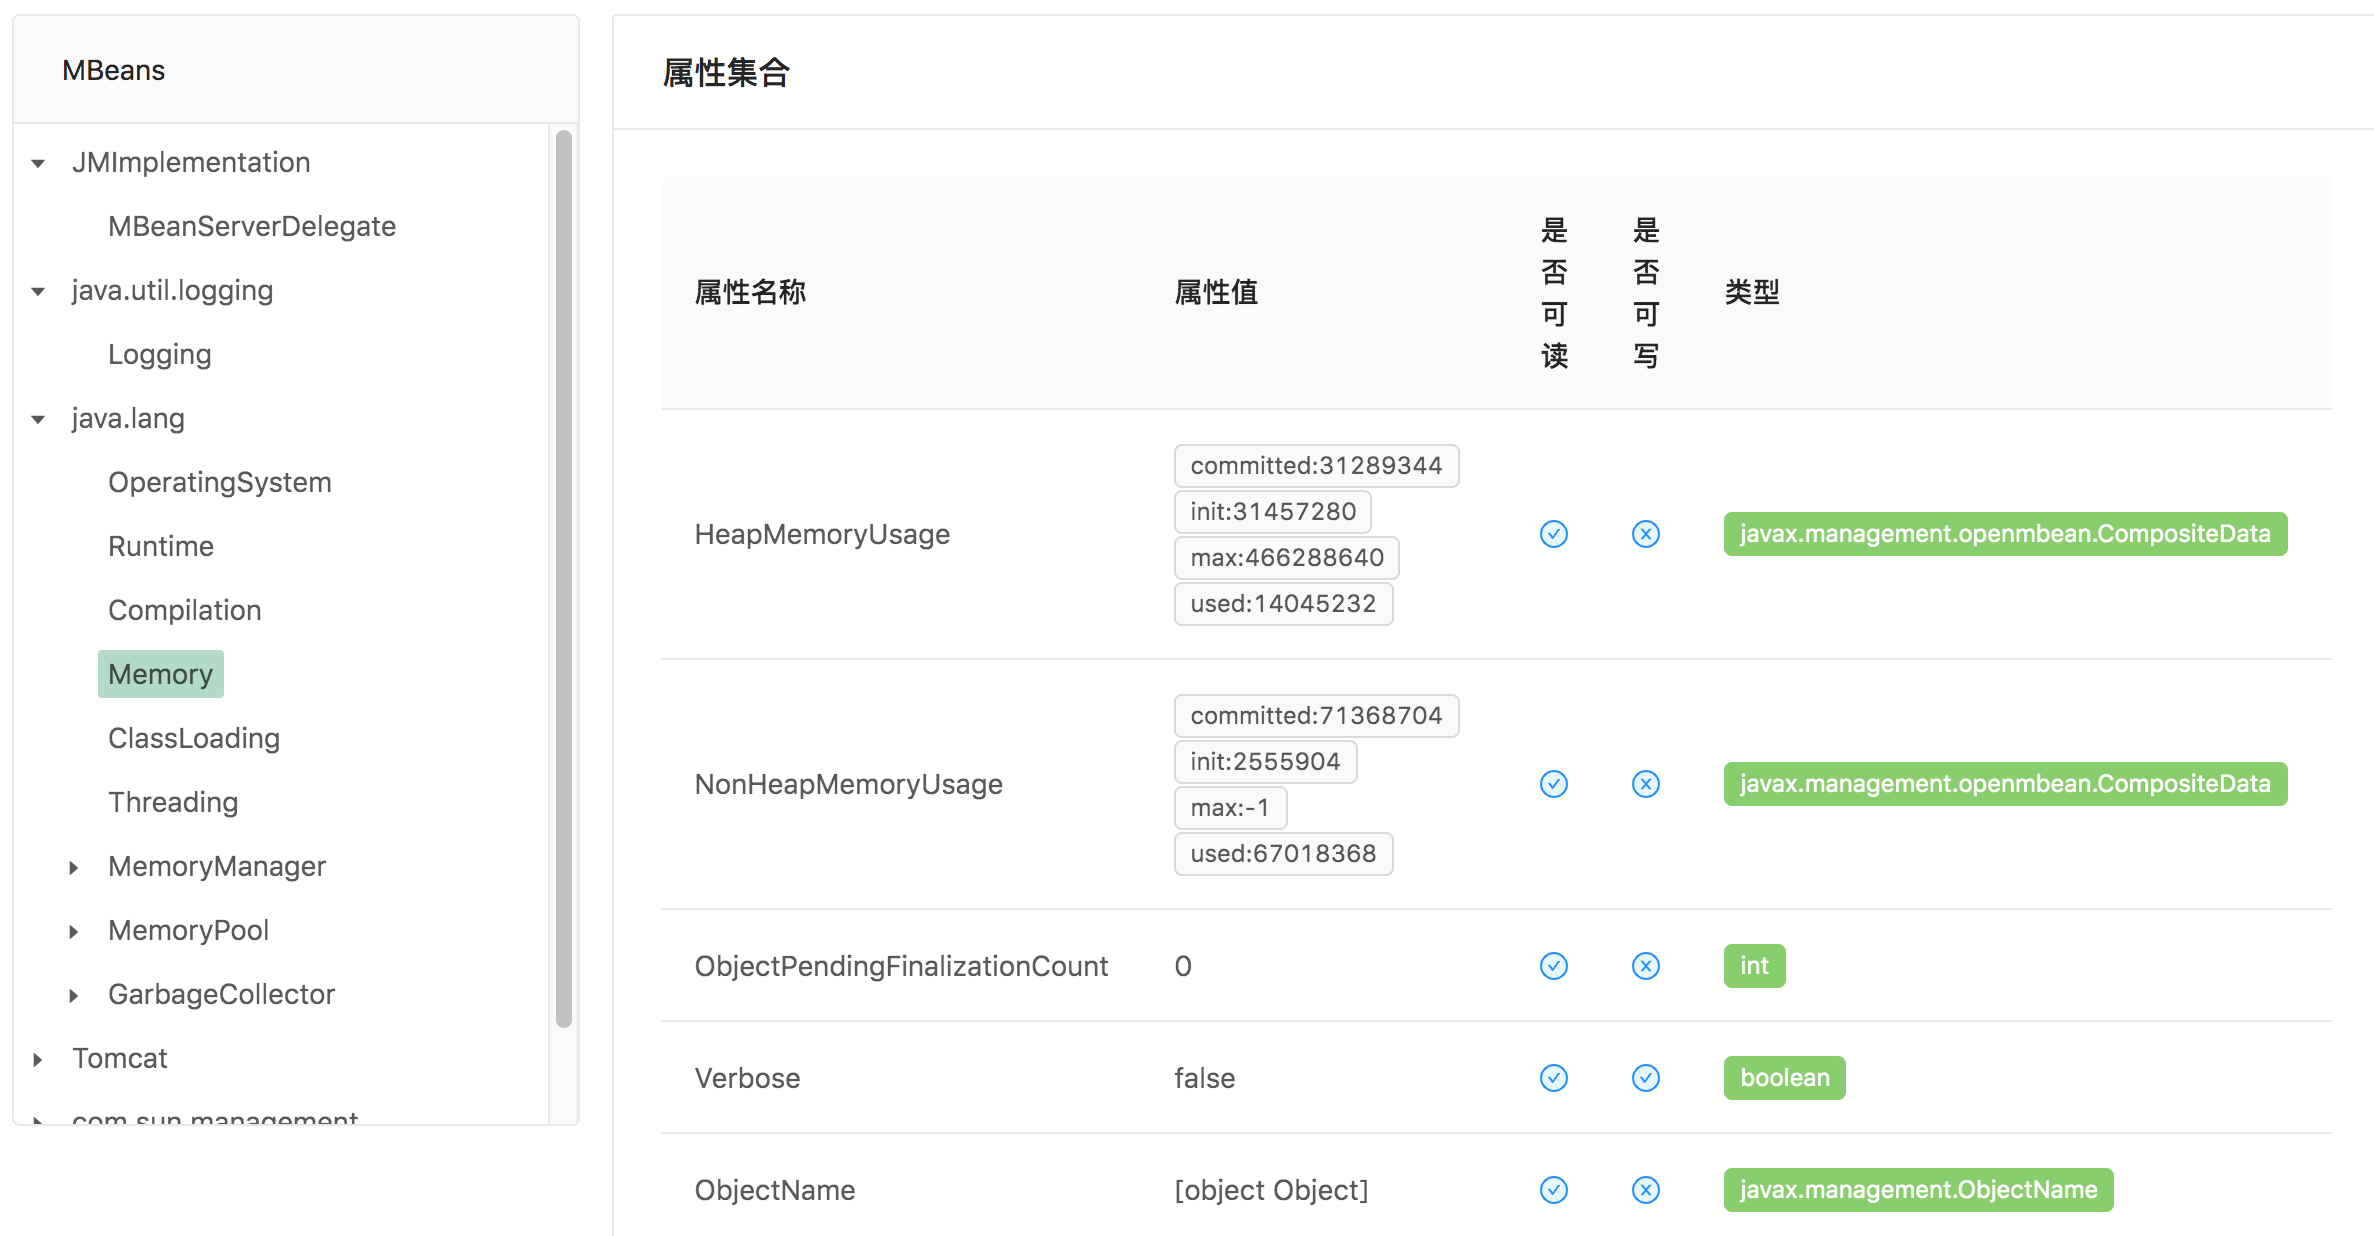 MBeans
JMImplementation
MBeanServerDelegate
java.util.logging
Logging
java.lang
OperatingSystem
Runtime
Compilation
Memory
ClassLoading
Threading
MemoryManager
MemoryPool
GarbageCollector
Tomcat
com.sun.management
属性集合
属性名称 属性值 是否可读 是否可写 类型
HeapMemoryUsage
committed:31289344
init:31457280
max:466288640
used:14045232
javax.management.openmbean.CompositeData
NonHeapMemoryUsage
committed:71368704
init:2555904
max:-1
used:67018368
javax.management.openmbean.CompositeData
ObjectPendingFinalizationCount 0 int
Verbose false boolean
ObjectName [object Object] javax.management.ObjectName